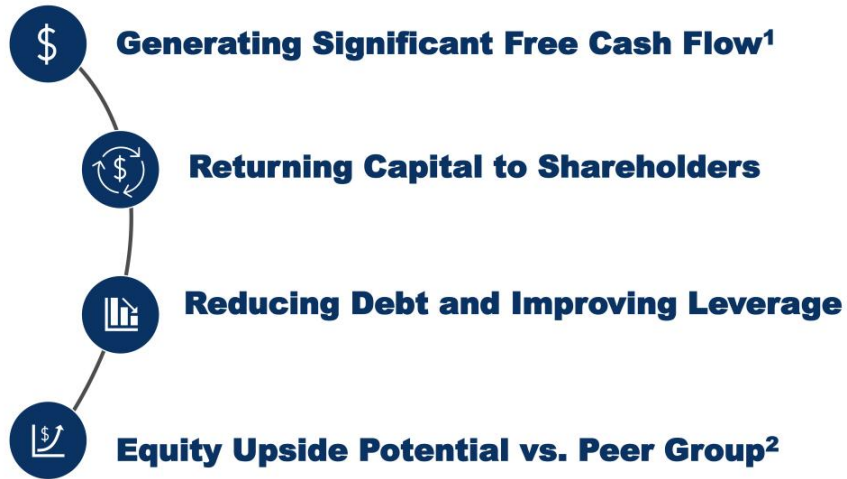 $
Generating Significant Free Cash Flow¹
$
Returning Capital to Shareholders
Reducing Debt and Improving Leverage
$
Equity Upside Potential vs. Peer Group²